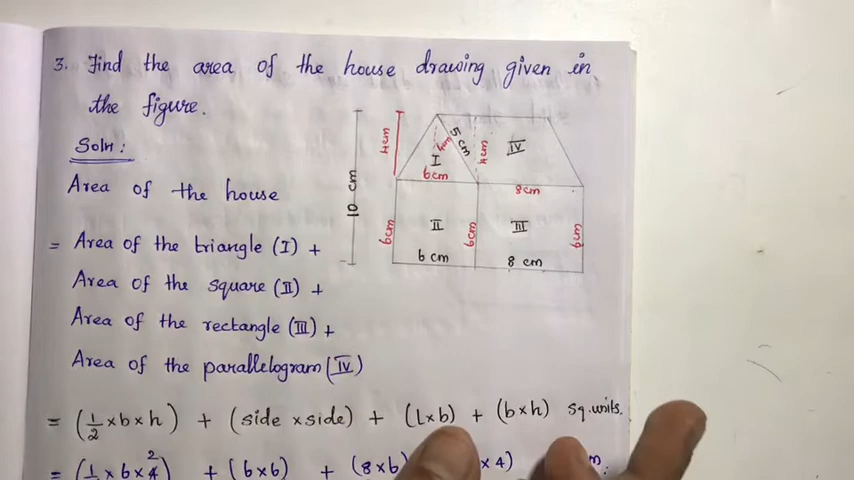 3. Find the area of the house drawing given in
the figure.
Soln:
Area of the house
= Area of the triangle (I) +
Area of the square (II) +
Area of the rectangle (III) +
Area of the parallelogram (IV)
= (1/2 × b × h) + (side × side) + (l × b) + (b × h) sq.units.
= (1/2 × 6 × 4 2) + (6 × 6) + (8 × 6) × 4)
10 cm
4cm
4cm
5 cm
4cm
I
6cm
IV
8cm
6cm
II
6cm
III
6cm
6 cm
8 cm